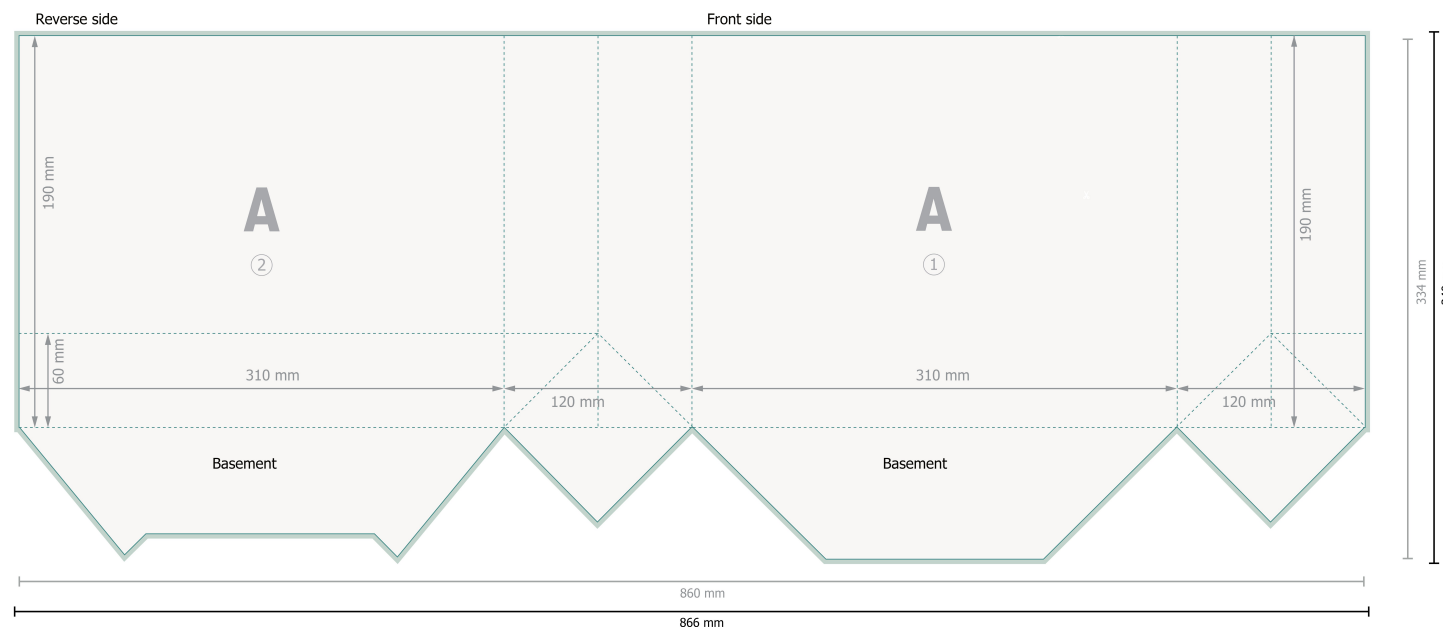 Reverse side
Front side
190 mm
A
2
A
1
190 mm
334 mm
60 mm
310 mm
120 mm
310 mm
120 mm
Basement
Basement
860 mm
866 mm